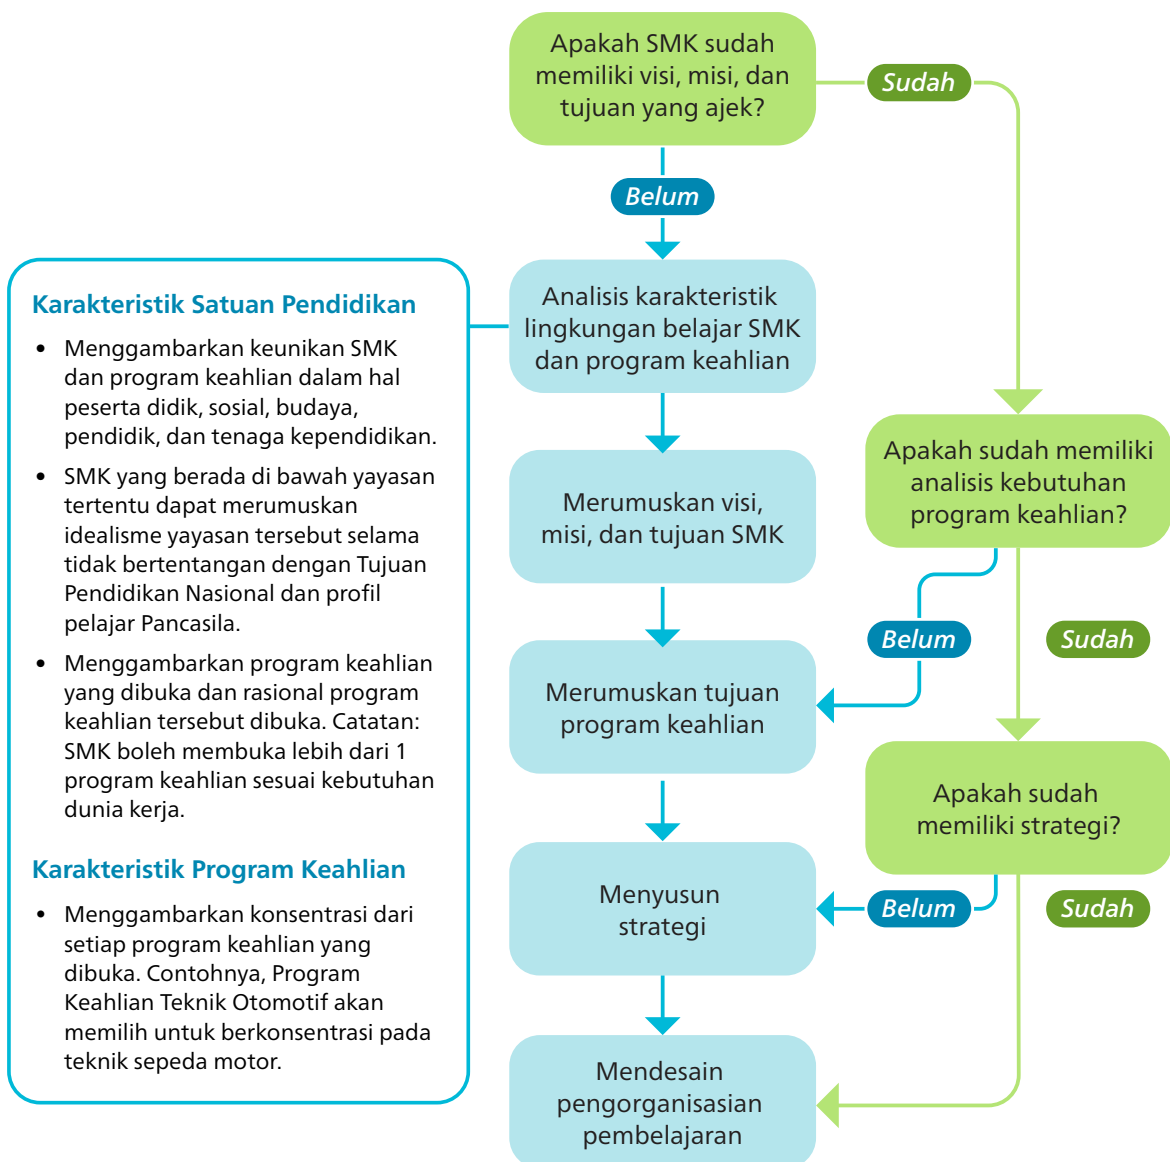 Apakah SMK sudah
memiliki visi, misi, dan
tujuan yang ajek?
Sudah
Belum
Karakteristik Satuan Pendidikan
• Menggambarkan keunikan SMK
dan program keahlian dalam hal
peserta didik, sosial, budaya,
pendidik, dan tenaga kependidikan.
• SMK yang berada di bawah yayasan
tertentu dapat merumuskan
idealisme yayasan tersebut selama
tidak bertentangan dengan Tujuan
Pendidikan Nasional dan profil
pelajar Pancasila.
• Menggambarkan program keahlian
yang dibuka dan rasional program
keahlian tersebut dibuka. Catatan:
SMK boleh membuka lebih dari 1
program keahlian sesuai kebutuhan
dunia kerja.
Karakteristik Program Keahlian
• Menggambarkan konsentrasi dari
setiap program keahlian yang
dibuka. Contohnya, Program
Keahlian Teknik Otomotif akan
memilih untuk berkonsentrasi pada
teknik sepeda motor.
Analisis karakteristik
lingkungan belajar SMK
dan program keahlian
Merumuskan visi,
misi, dan tujuan SMK
Apakah sudah memiliki
analisis kebutuhan
program keahlian?
Belum
Sudah
Merumuskan tujuan
program keahlian
Apakah sudah
memiliki strategi?
Belum
Sudah
Menyusun
strategi
Mendesain
pengorganisasian
pembelajaran